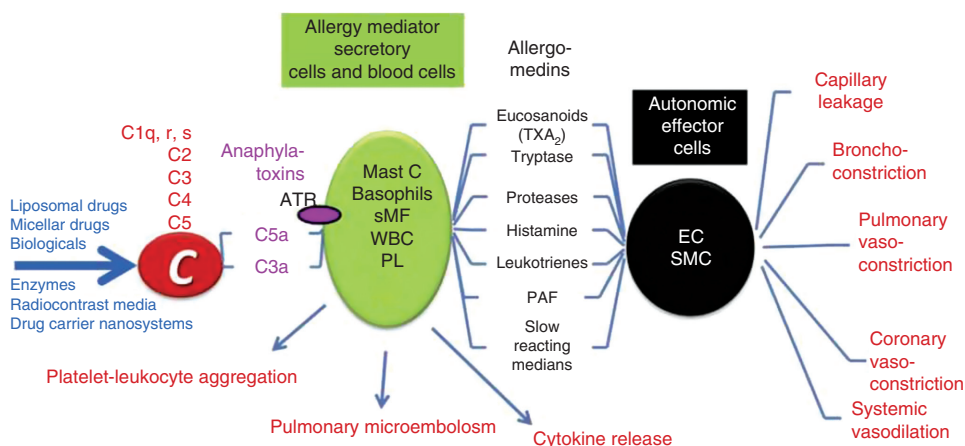 Allergy mediator
secretory
cells and blood cells
Allergo-
medins
Autonomic
effector
cells
C1q, r, s
C2
C3
C4
C5
Anaphyla-
toxins
ATR
Liposomal drugs
Micellar drugs
Biologicals
Enzymes
Radiocontrast media
Drug carrier nanosystems
C
C5a
C3a
Mast C
Basophils
sMF
WBC
PL
Eucosanoids
(TXA₂)
Tryptase
Proteases
Histamine
Leukotrienes
PAF
Slow
reacting
medians
EC
SMC
Capillary
leakage
Broncho-
constriction
Pulmonary
vaso-
constriction
Coronary
vaso-
constriction
Systemic
vasodilation
Platelet-leukocyte aggregation
Pulmonary microembolosm
Cytokine release